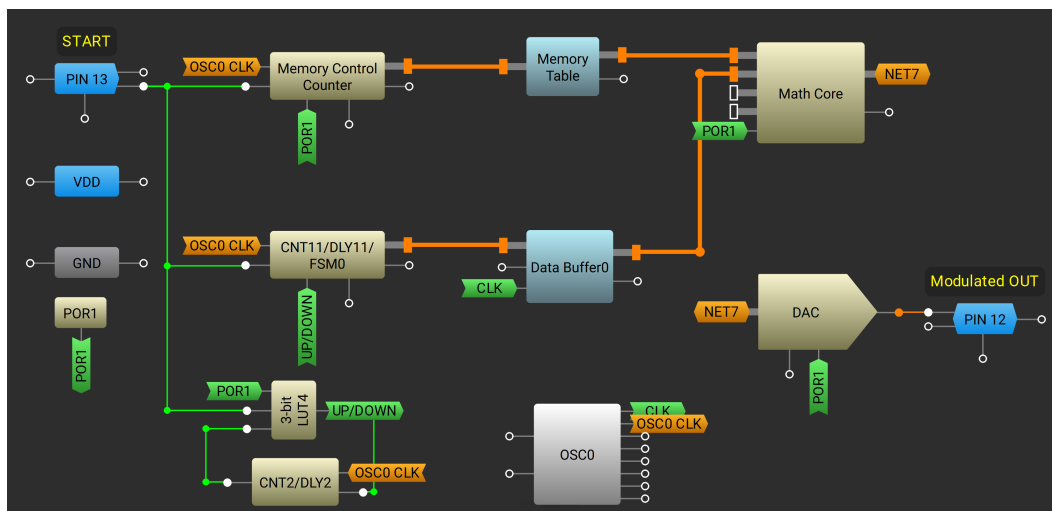 START
PIN 13
VDD
GND
POR1
POR1
OSC0 CLK
Memory Control
Counter
POR1
Memory
Table
Math Core
NET7
POR1
OSC0 CLK
CNT11/DLY11/
FSM0
UP/DOWN
Data Buffer0
CLK
POR1
3-bit
LUT4
UP/DOWN
CNT2/DLY2
OSC0 CLK
OSC0
CLK
OSC0 CLK
NET7
DAC
POR1
Modulated OUT
PIN 12